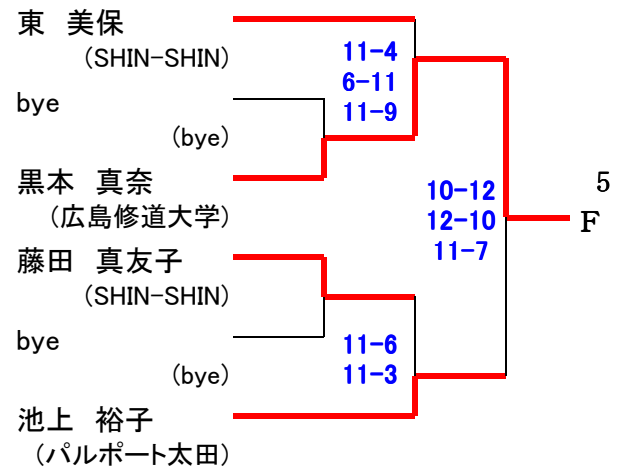 東 美保
(SHIN-SHIN)
bye
(bye)
黒本 真奈
(広島修道大学)
藤田 真友子
(SHIN-SHIN)
bye
(bye)
池上 裕子
(パルポート太田)
11-4
6-11
11-9
11-6
11-3
10-12
12-10
11-7
5
F